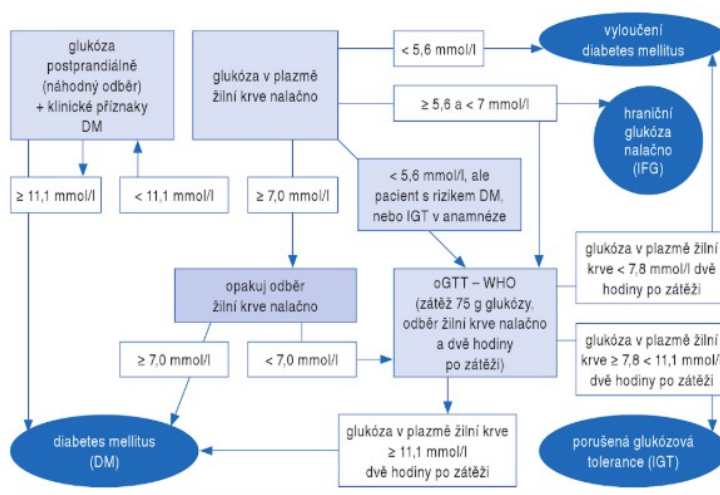 glukóza
postprandiálně
(náhodný odběr)
+ klinické příznaky
DM
glukóza v plazmě
žilní krve nalačno
< 5,6 mmol/l
vyloučení
diabetes mellitus
≥ 5,6 a < 7 mmol/l
hraniční
glukóza
nalačno
(IFG)
≥ 11,1 mmol/l
< 11,1 mmol/l
≥ 7,0 mmol/l
< 5,6 mmol/l, ale
pacient s rizikem DM,
nebo IGT v anamnéze
opakuj odběr
žilní krve nalačno
oGTT – WHO
(zátěž 75 g glukózy,
odběr žilní krve nalačno
a dvě hodiny
po zátěži)
glukóza v plazmě žilní
krve < 7,8 mmol/l dvě
hodiny po zátěži
≥ 7,0 mmol/l
< 7,0 mmol/l
glukóza v plazmě žilní
krve ≥ 7,8 < 11,1 mmol/l
dvě hodiny po zátěži
diabetes mellitus
(DM)
glukóza v plazmě žilní krve
≥ 11,1 mmol/l
dvě hodiny po zátěži
porušená glukózová
tolerance (IGT)